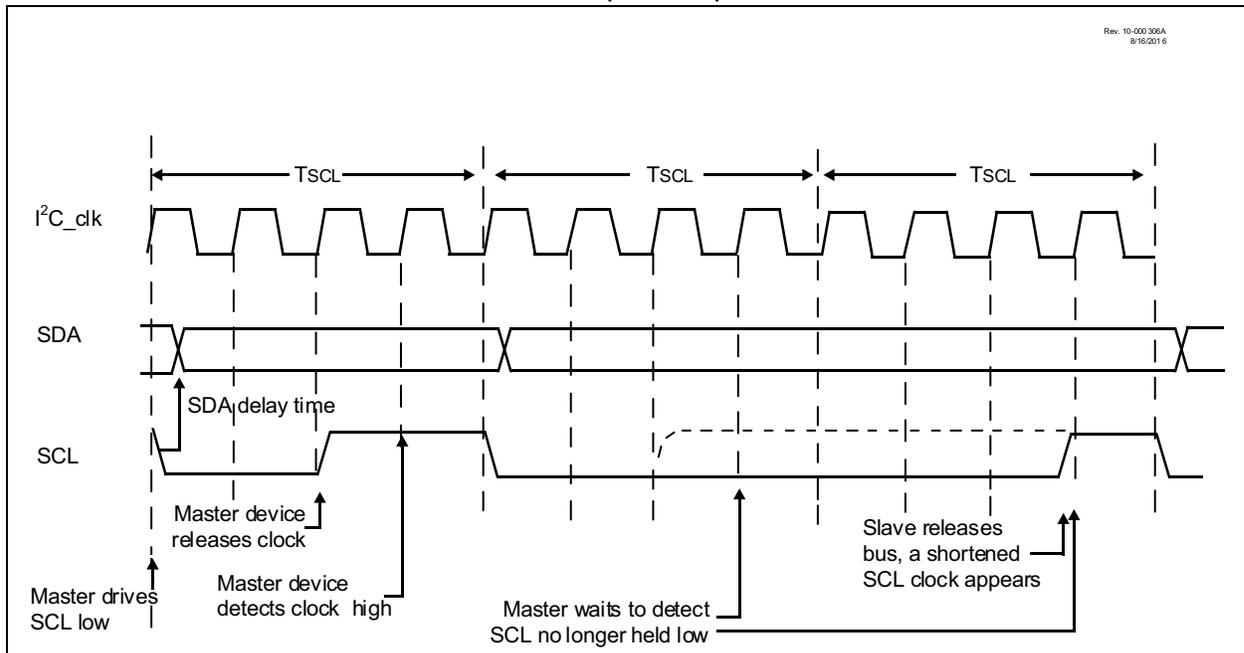 Rev. 10-000 306A
8/16/201 6
TSCL
TSCL
TSCL
I²C_clk
SDA
SDA delay time
SCL
Master device
releases clock
Slave releases
bus, a shortened
SCL clock appears
Master device
detects clock high
Master drives
SCL low
Master waits to detect
SCL no longer held low